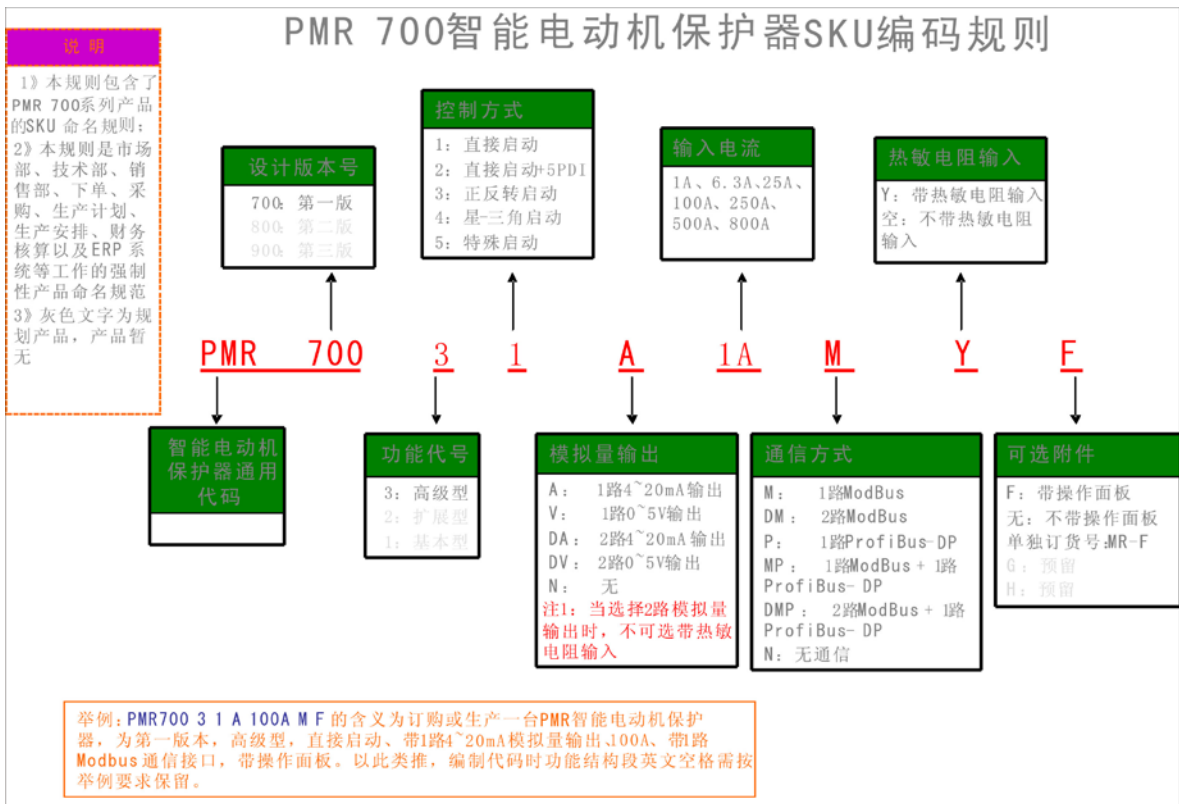 PMR 700智能电动机保护器SKU编码规则
说 明
1》本规则包含了
PMR 700系列产品
的SKU 命名规则；
2》本规则是市场
部、技术部、销
售部、下单、采
购、生产计划、
生产安排、财务
核算以及ERP 系
统等工作的强制
性产品命名规范
3》灰色文字为规
划产品，产品暂
无
设计版本号
700：第一版
800：第二版
900：第三版
控制方式
1：直接启动
2：直接启动+5PDI
3：正反转启动
4：星-三角启动
5：特殊启动
输入电流
1A、6.3A、25A、
100A、250A、
500A、800A
热敏电阻输入
Y：带热敏电阻输入
空：不带热敏电阻
输入
PMR 700 3 1 A 1A M Y F
智能电动机
保护器通用
代码
功能代号
3：高级型
2：扩展型
1：基本型
模拟量输出
A： 1路4~20mA输出
V： 1路0~5V输出
DA：2路4~20mA输出
DV：2路0~5V输出
N： 无
注1：当选择2路模拟量
输出时，不可选带热敏
电阻输入
通信方式
M： 1路ModBus
DM： 2路ModBus
P： 1路ProfiBus-DP
MP： 1路ModBus + 1路
ProfiBus- DP
DMP： 2路ModBus + 1路
ProfiBus- DP
N：无通信
可选附件
F：带操作面板
无：不带操作面板
单独订货号:MR-F
G：预留
H：预留
举例：PMR700 3 1 A 100A M F 的含义为订购或生产一台PMR智能电动机保护
器，为第一版本，高级型，直接启动、带1路4~20mA模拟量输出、100A、带1路
Modbus 通信接口，带操作面板。以此类推，编制代码时功能结构段英文空格需按
举例要求保留。